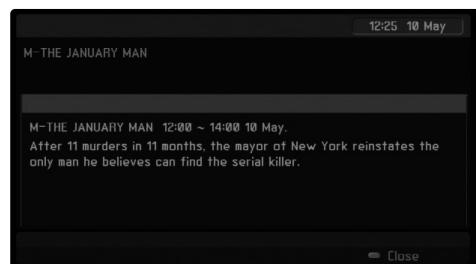 12:25 10 May
M-THE JANUARY MAN
M-THE JANUARY MAN 12:00 ~ 14:00 10 May.
After 11 murders in 11 months, the mayor of New York reinstates the
only man he believes can find the serial killer.
Close